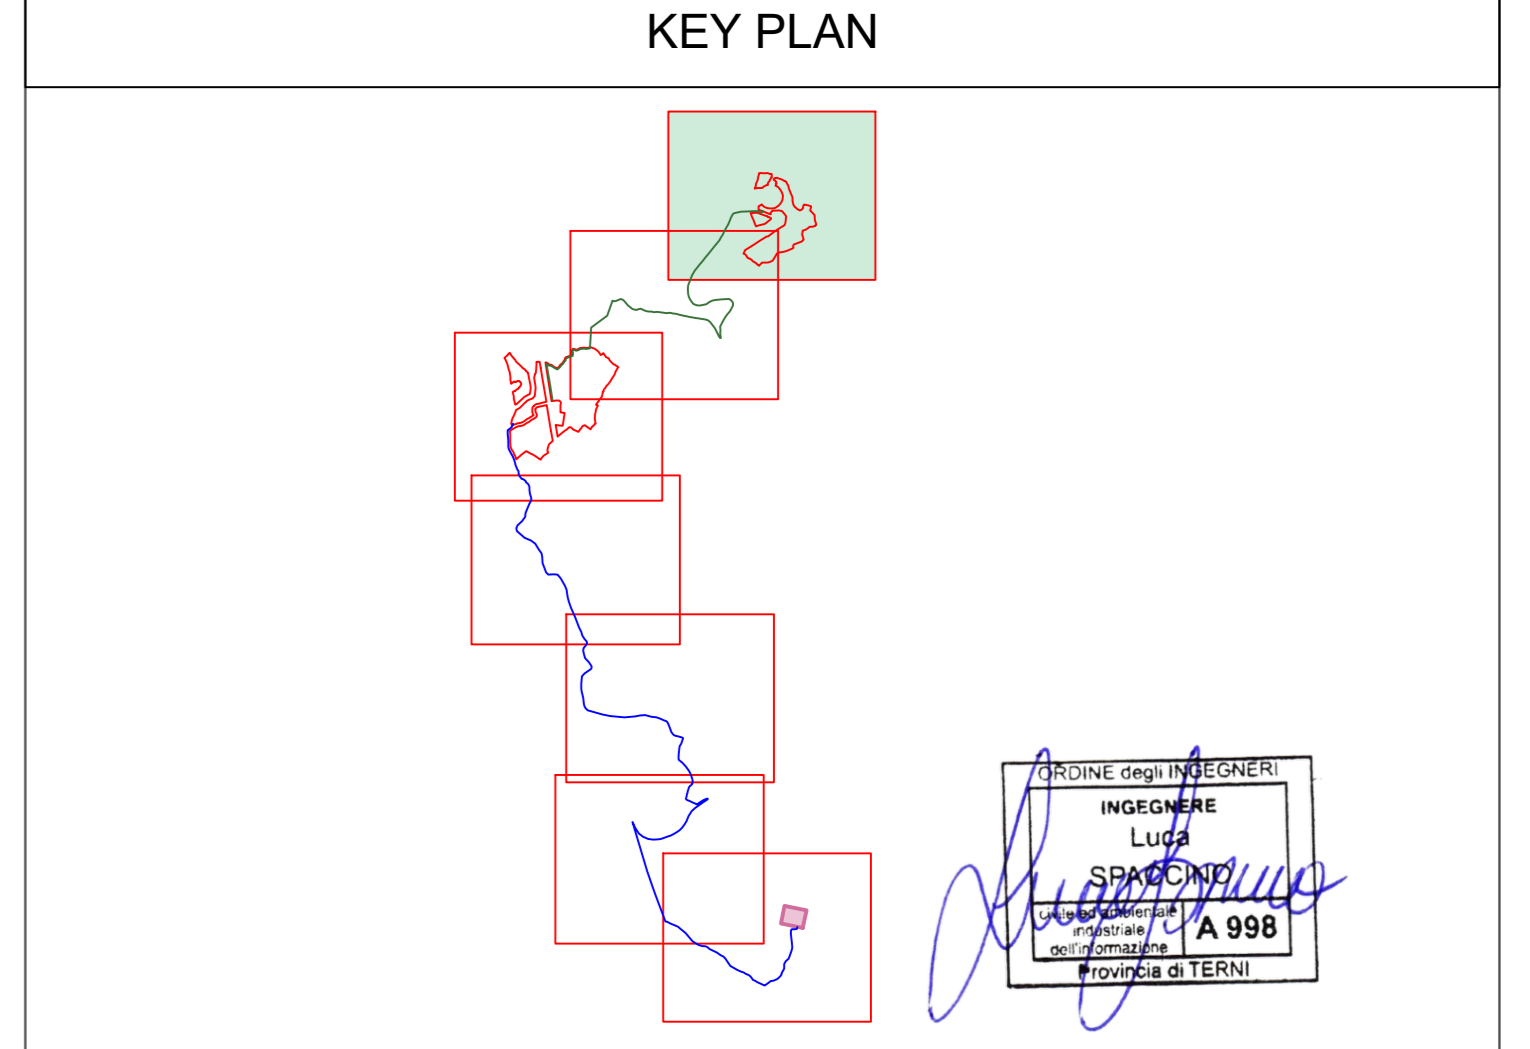 KEY PLAN
ORDINE degli INGEGNERI
INGEGNERE
Luca
SPACCINO
civile ed ambientale
industriale
dell'informazione
A 998
Provincia di TERNI